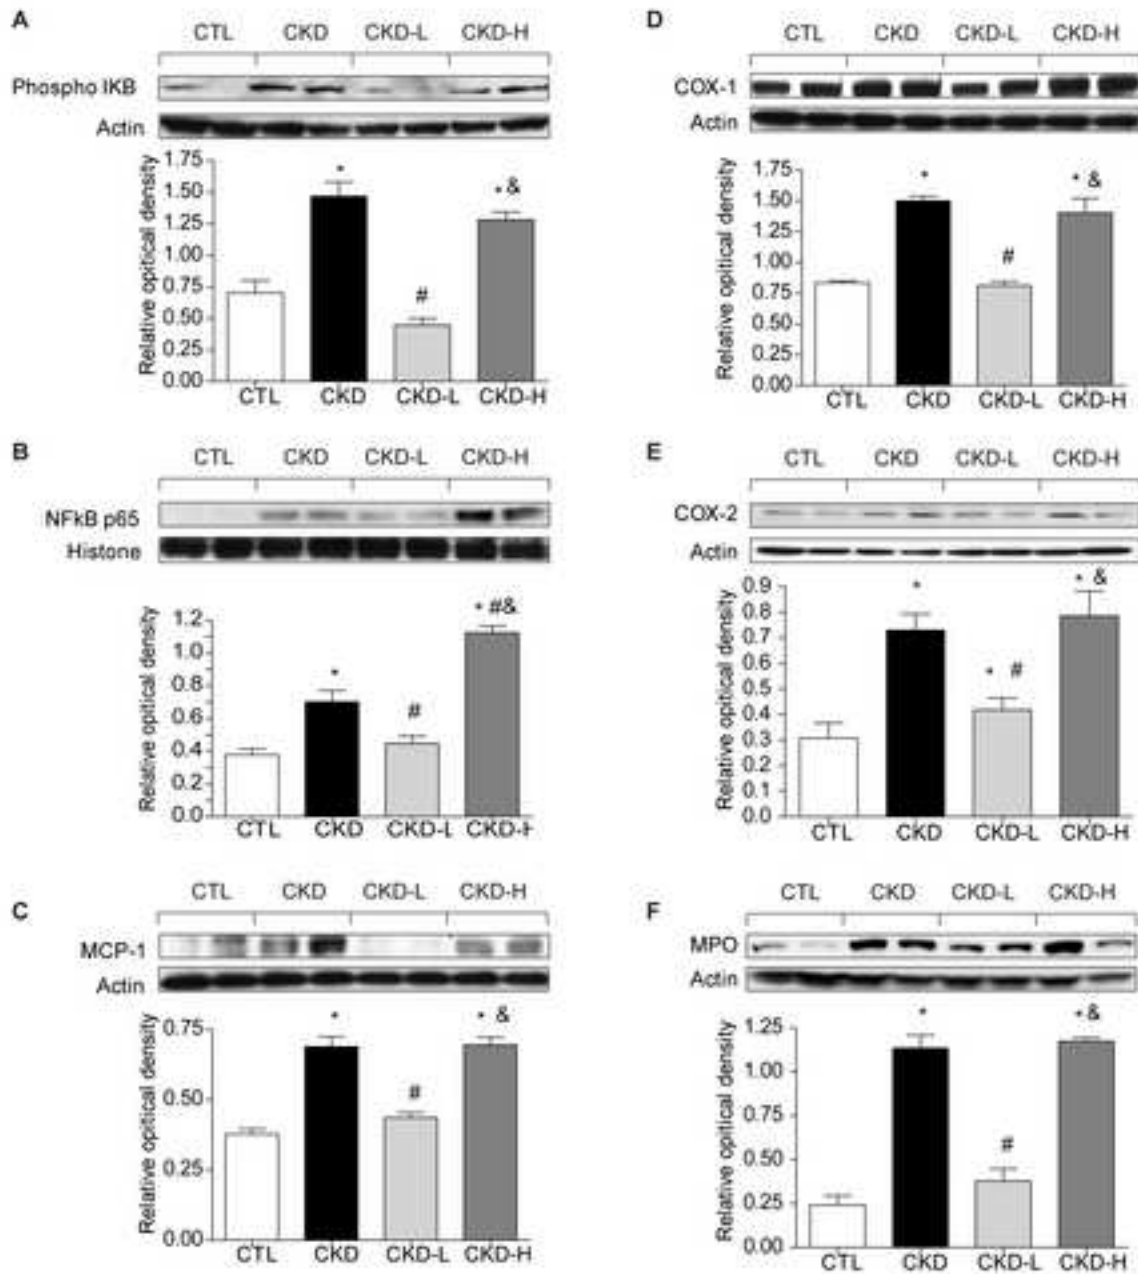 A
CTL CKD CKD-L CKD-H
Phospho IKB
Actin
Relative opitical density
1.75
1.50
1.25
1.00
0.75
0.50
0.25
0.00
*
#
* &
CTL CKD CKD-L CKD-H
B
CTL CKD CKD-L CKD-H
NFkB p65
Histone
Relative opitical density
1.2
1.0
0.8
0.6
0.4
0.2
0.0
*
#
* #&
CTL CKD CKD-L CKD-H
C
CTL CKD CKD-L CKD-H
MCP-1
Actin
Relative opitical density
0.75
0.50
0.25
0.00
*
#
* &
CTL CKD CKD-L CKD-H
D
CTL CKD CKD-L CKD-H
COX-1
Actin
Relative opitical density
1.75
1.50
1.25
1.00
0.75
0.50
0.25
0.00
*
#
* &
CTL CKD CKD-L CKD-H
E
CTL CKD CKD-L CKD-H
COX-2
Actin
Relative opitical density
0.9
0.8
0.7
0.6
0.5
0.4
0.3
0.2
0.1
0.0
*
* #
* &
CTL CKD CKD-L CKD-H
F
CTL CKD CKD-L CKD-H
MPO
Actin
Relative opitical density
1.25
1.00
0.75
0.50
0.25
0.00
*
#
* &
CTL CKD CKD-L CKD-H